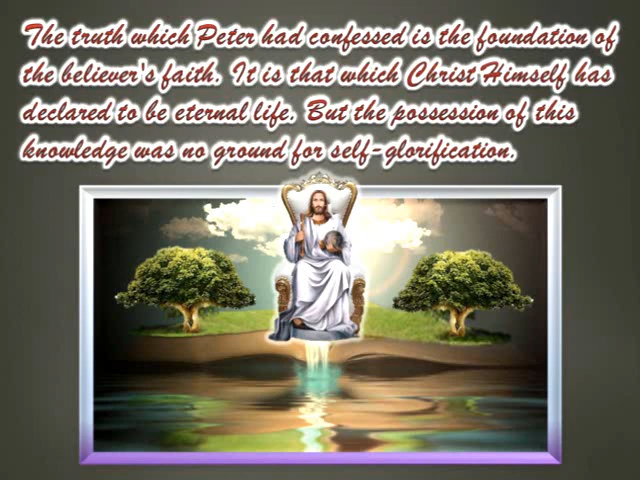 The truth which Peter had confessed is the foundation of
the believer's faith. It is that which Christ Himself has
declared to be eternal life. But the possession of this
knowledge was no ground for self-glorification.